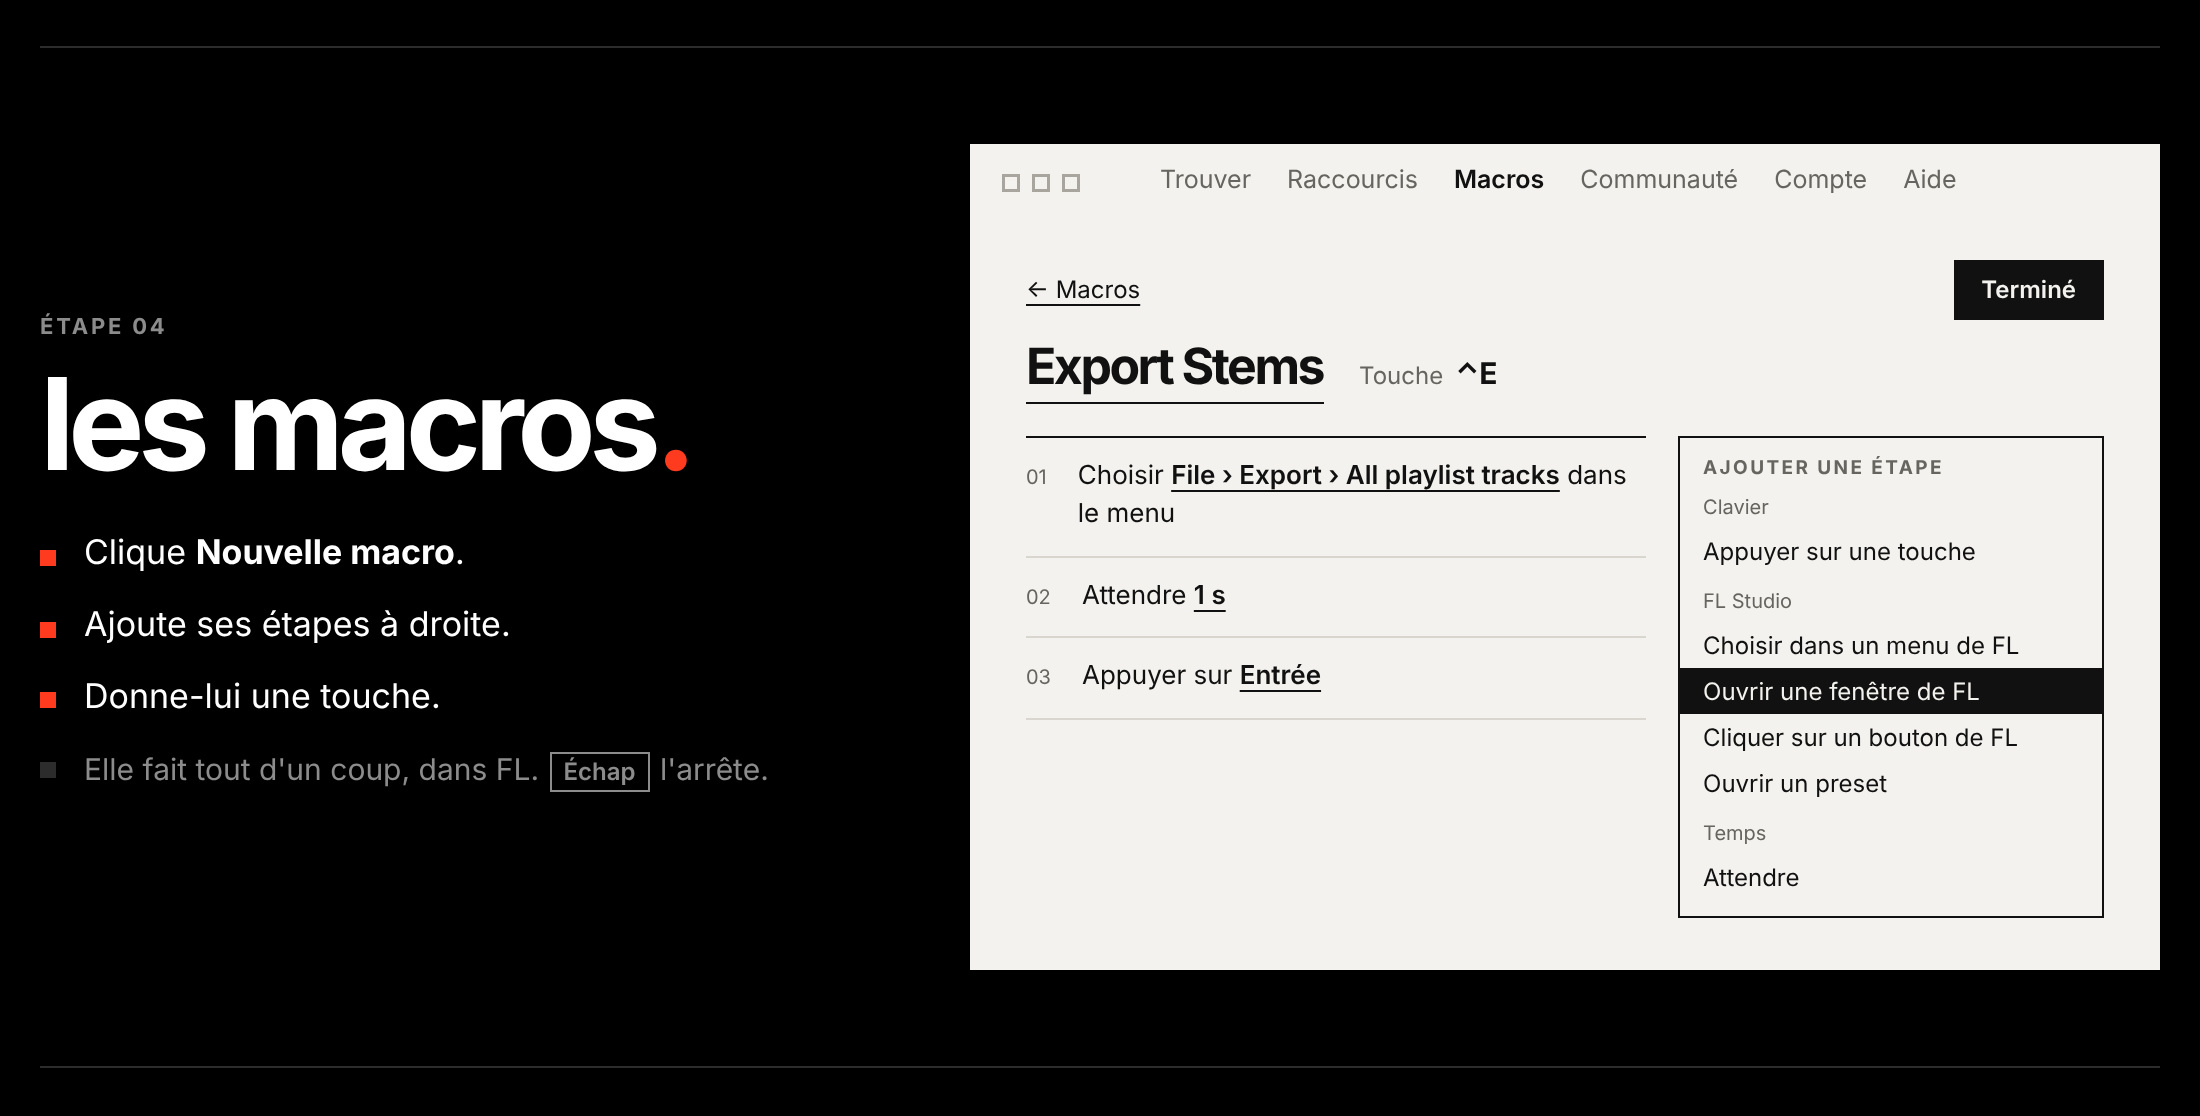 ÉTAPE 04
les macros.
Clique Nouvelle macro.
Ajoute ses étapes à droite.
Donne-lui une touche.
Elle fait tout d'un coup, dans FL. Échap l'arrête.
Trouver Raccourcis Macros Communauté Compte Aide
← Macros
Terminé
Export Stems Touche ^E
01 Choisir File › Export › All playlist tracks dans
le menu
02 Attendre 1 s
03 Appuyer sur Entrée
AJOUTER UNE ÉTAPE
Clavier
Appuyer sur une touche
FL Studio
Choisir dans un menu de FL
Ouvrir une fenêtre de FL
Cliquer sur un bouton de FL
Ouvrir un preset
Temps
Attendre